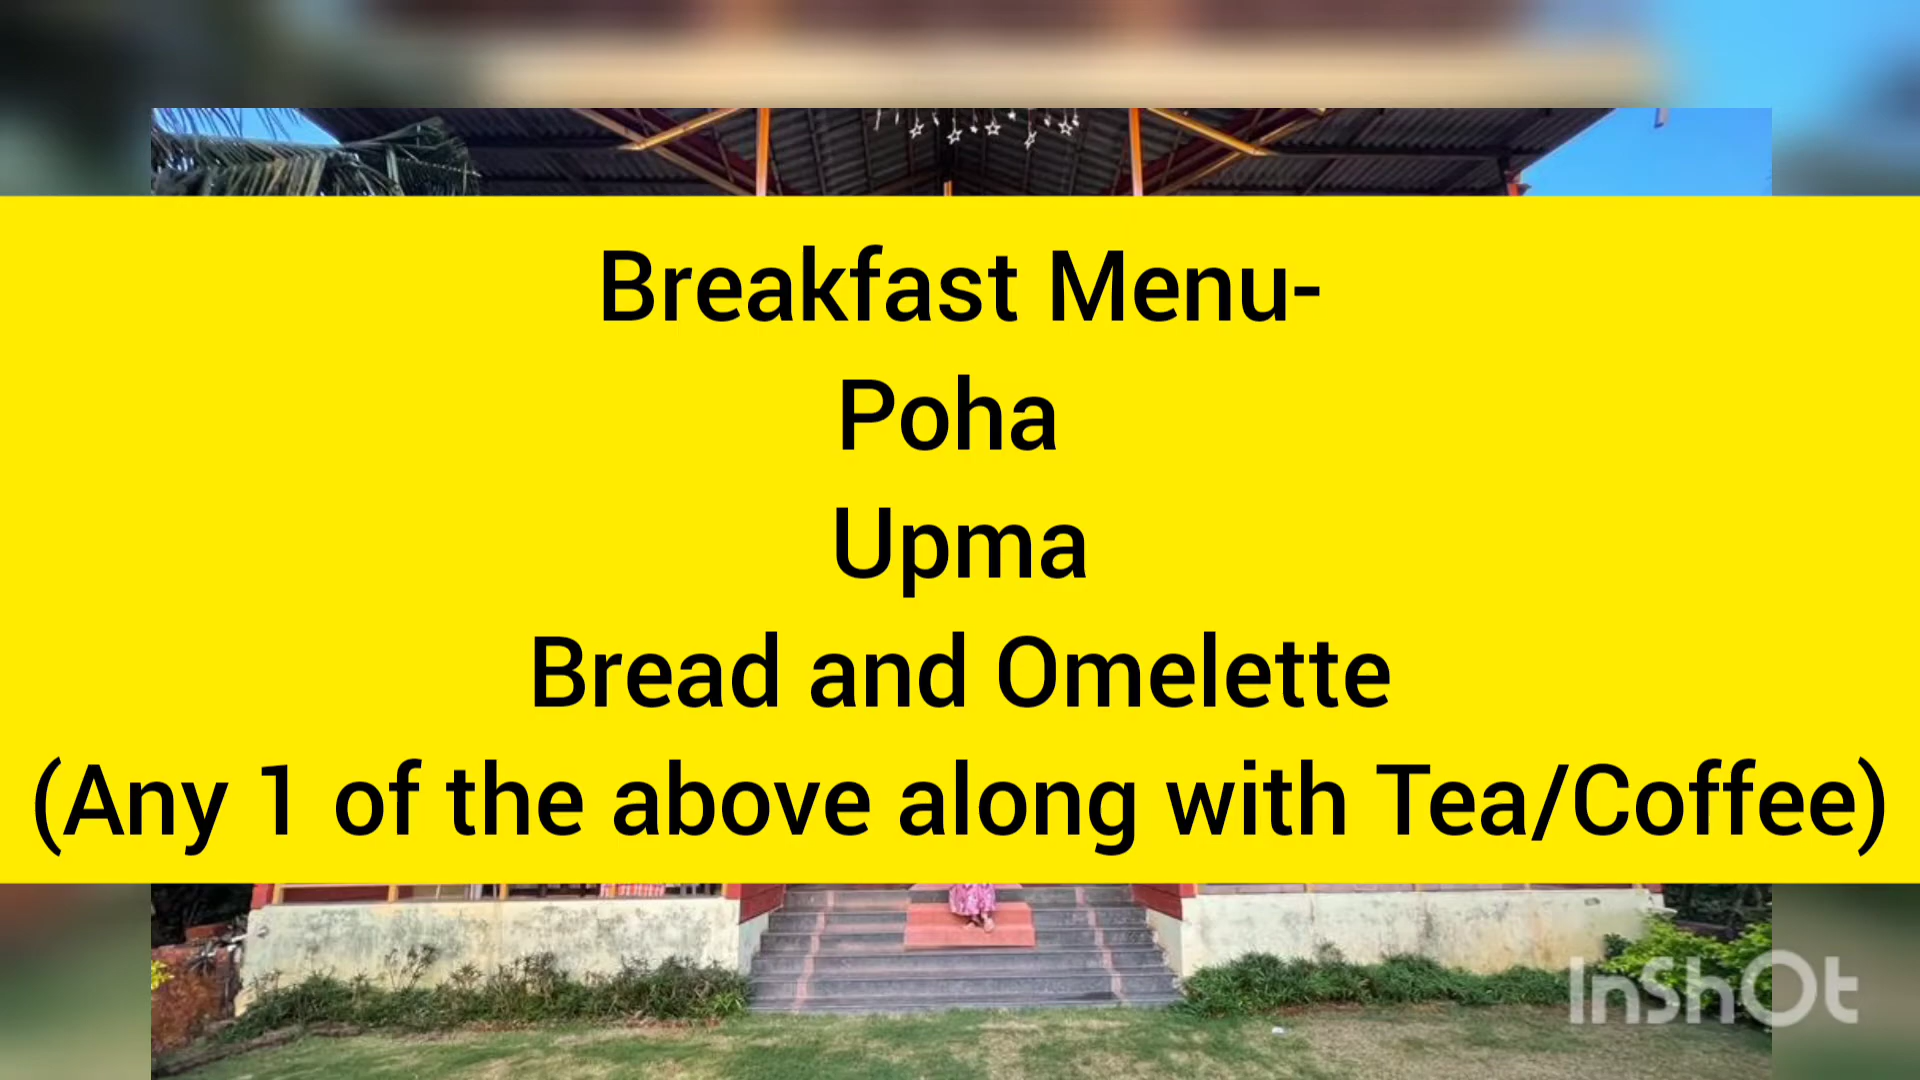 Breakfast Menu-
Poha
Upma
Bread and Omelette
(Any 1 of the above along with Tea/Coffee)
InShOt